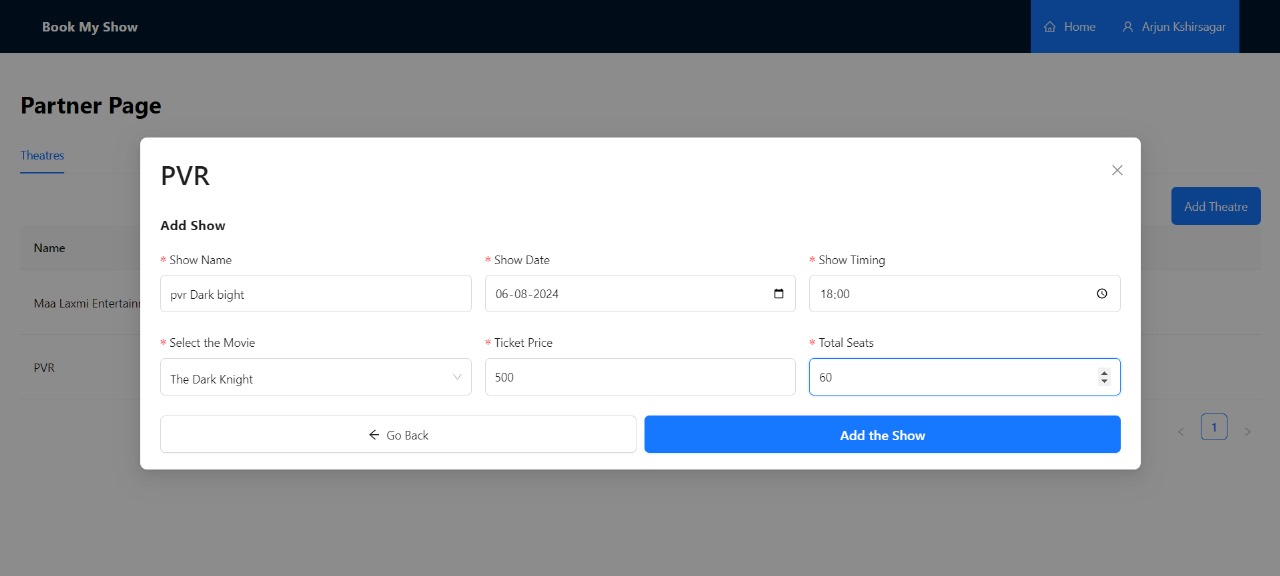 Book My Show
Home
Arjun Kshirsagar
Partner Page
Theatres
PVR
Add Theatre
Add Show
Name
* Show Name
* Show Date
* Show Timing
pvr Dark bight
06-08-2024
18:00
Maa Laxmi
* Select the Movie
* Ticket Price
* Total Seats
PVR
The Dark Knight
500
60
< 1 >
← Go Back
Add the Show